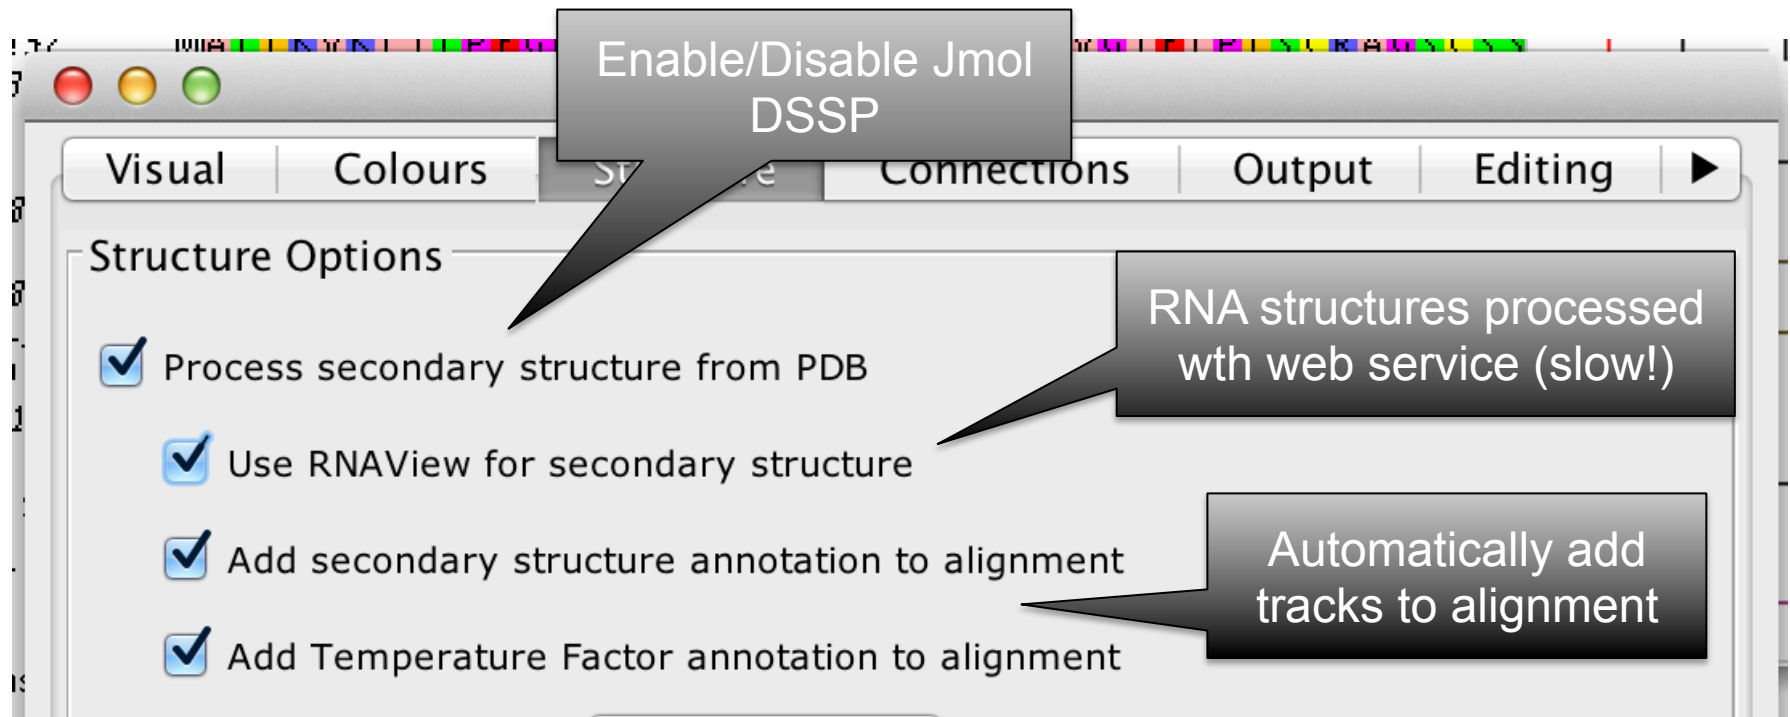 Enable/Disable Jmol
DSSP
Visual Colours Connections Output Editing
Structure Options
RNA structures processed
wth web service (slow!)
Process secondary structure from PDB
Use RNAView for secondary structure
Add secondary structure annotation to alignment
Automatically add
tracks to alignment
Add Temperature Factor annotation to alignment